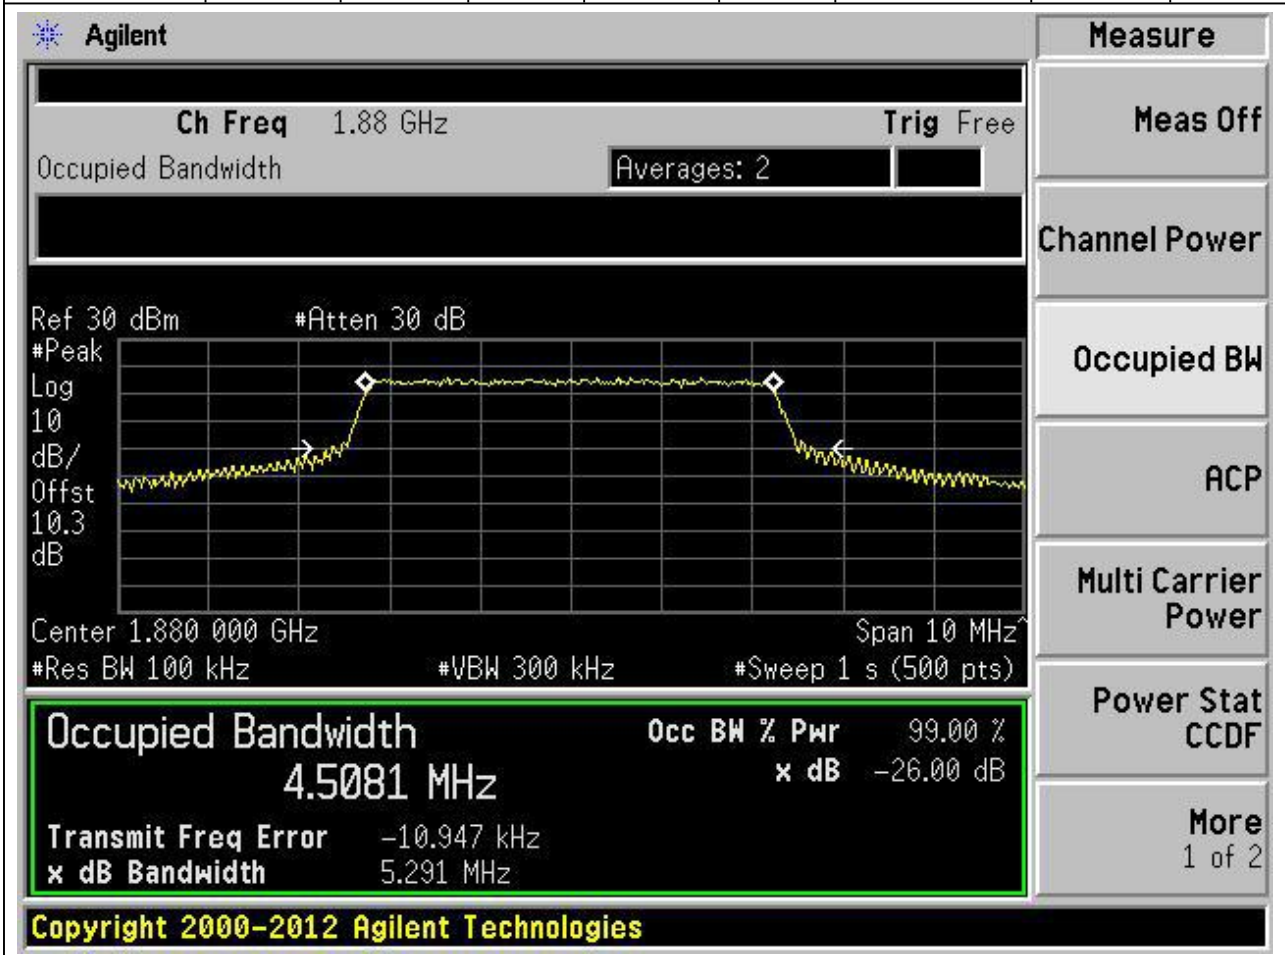 Agilent
Measure
Ch Freq 1.88 GHz Trig Free
Occupied Bandwidth Averages: 2
Meas Off
Channel Power
Occupied BW
ACP
Multi Carrier
Power
Power Stat
CCDF
More
1 of 2
Ref 30 dBm #Atten 30 dB
#Peak
Log
10
dB/
Offst
10.3
dB
Center 1.880 000 GHz Span 10 MHz^
#Res BW 100 kHz #VBW 300 kHz #Sweep 1 s (500 pts)
Occupied Bandwidth Occ BW % Pwr 99.00 %
4.5081 MHz x dB -26.00 dB
Transmit Freq Error -10.947 kHz
x dB Bandwidth 5.291 MHz
Copyright 2000-2012 Agilent Technologies